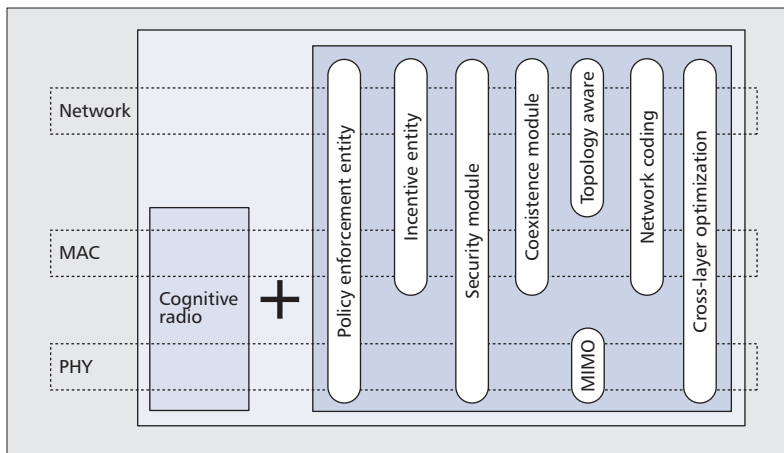 Network
MAC
PHY
Cognitive
radio
+
Policy enforcement entity
Incentive entity
Security module
Coexistence module
Topology aware
MIMO
Network coding
Cross-layer optimization